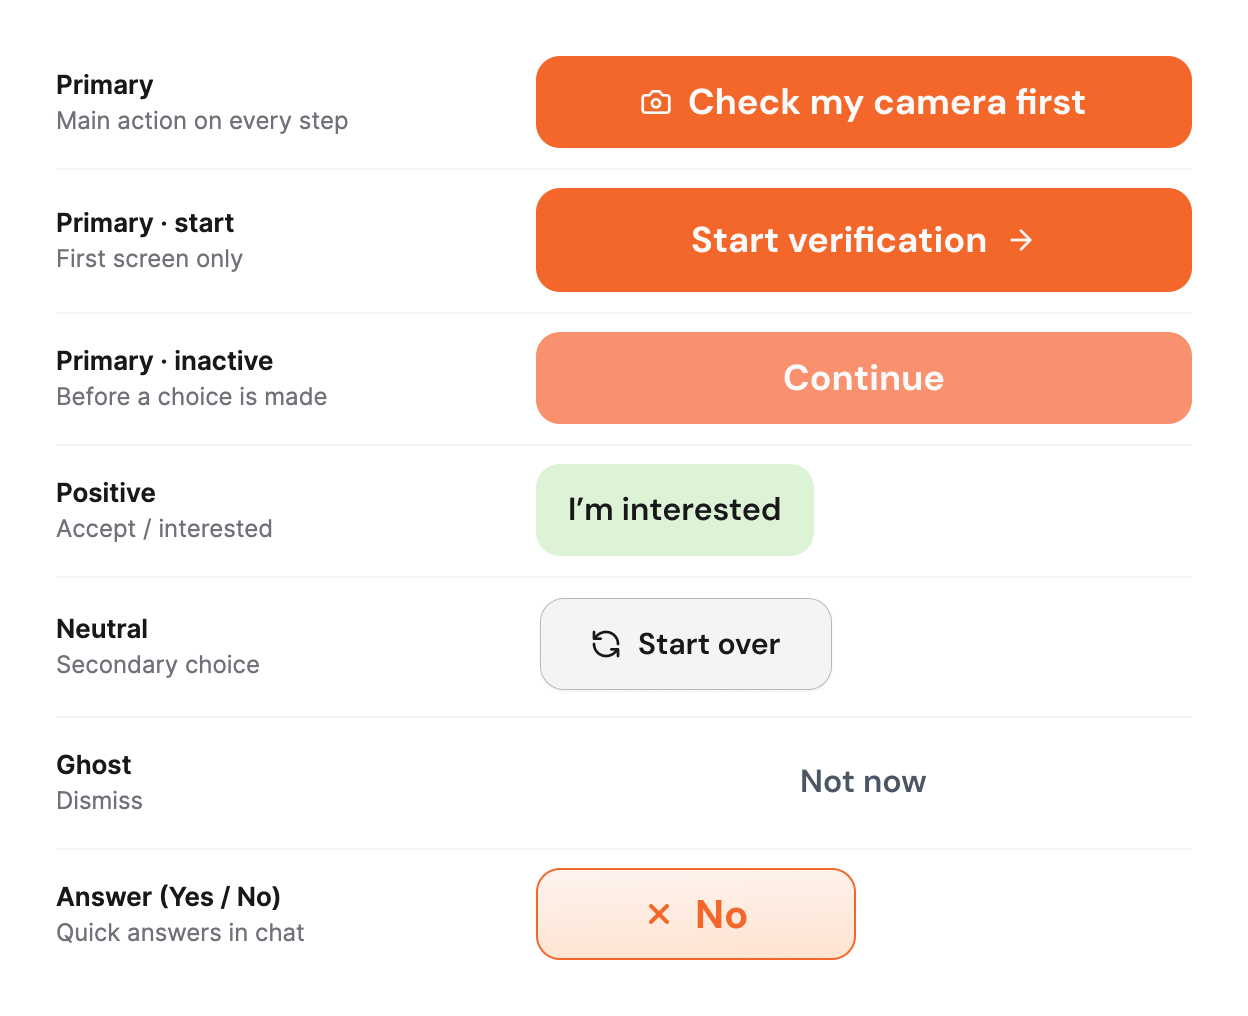 Primary
Main action on every step
Check my camera first
Primary · start
First screen only
Start verification
Primary · inactive
Before a choice is made
Continue
Positive
Accept / interested
I’m interested
Neutral
Secondary choice
Start over
Ghost
Dismiss
Not now
Answer (Yes / No)
Quick answers in chat
No